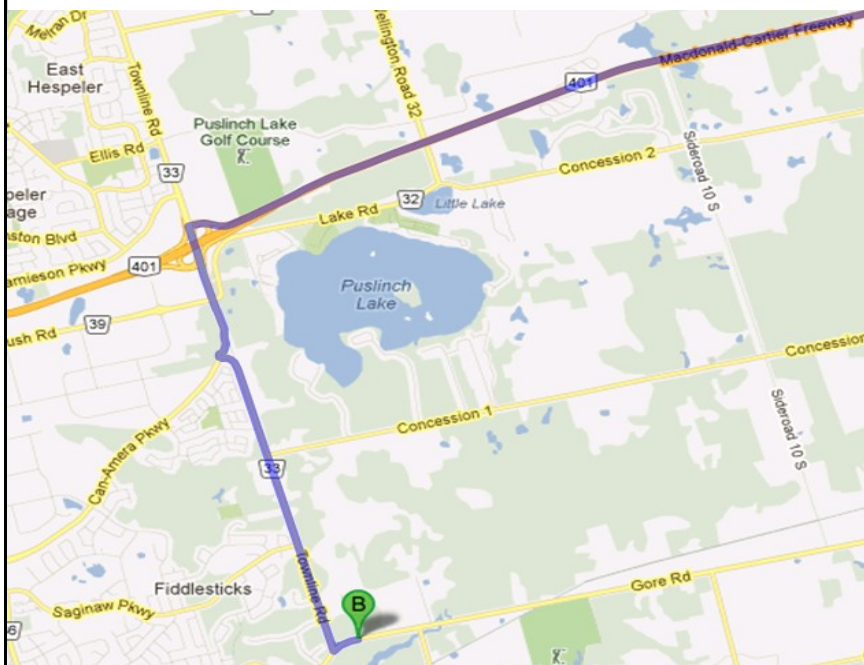 Melran Dr
East
Hespeler
Townline Rd
Wellington Road 32
Macdonald-Cartier Freeway
401
Puslinch Lake
Golf Course
Ellis Rd
33
Sideroad 10 S
Concession 2
32
Little Lake
Lake Rd
peler
age
ston Blvd
amieson Pkwy
401
Puslinch
Lake
39
ush Rd
Concession
Concession 1
Sideroad 10 S
Can-Amera Pkwy
33
Townline Rd
Fiddlesticks
Gore Rd
Saginaw Pkwy
B
6